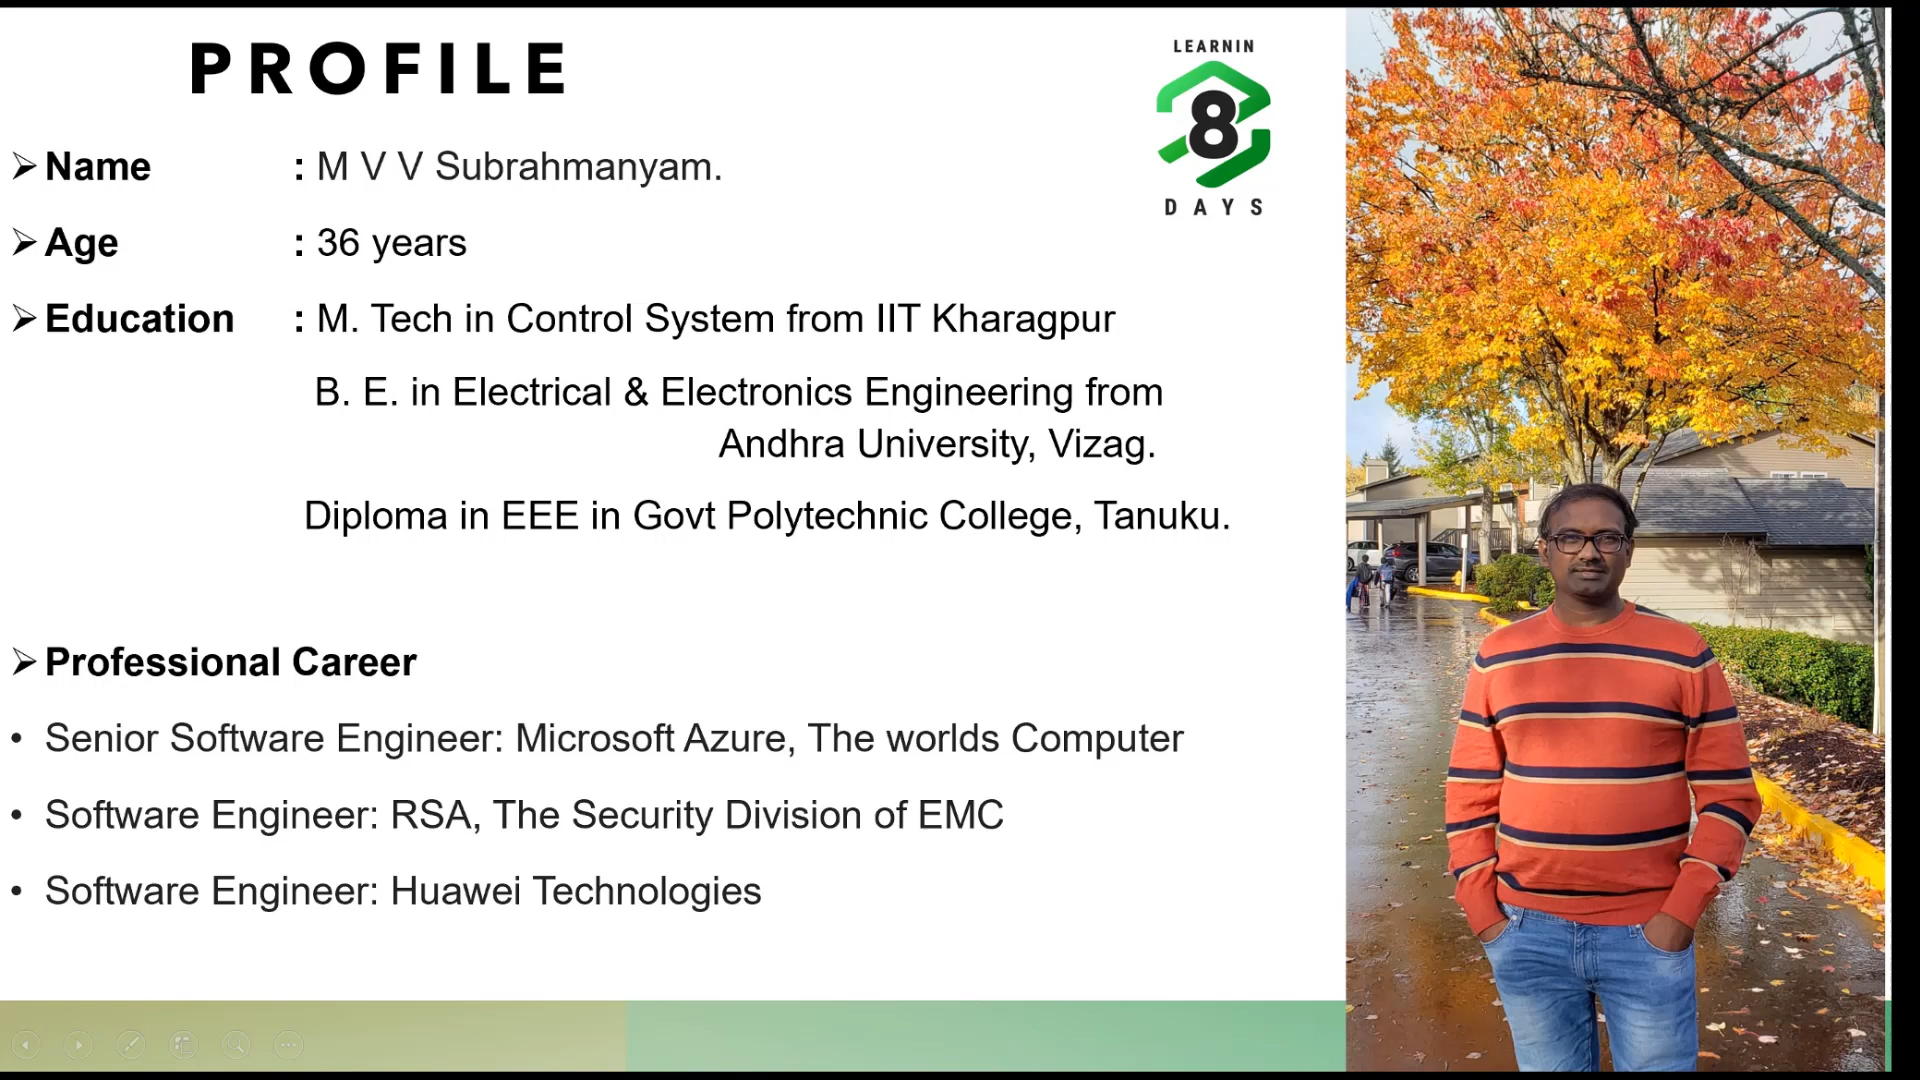 PROFILE
LEARNIN
8
DAYS
Name : M V V Subrahmanyam.
Age : 36 years
Education : M. Tech in Control System from IIT Kharagpur
B. E. in Electrical & Electronics Engineering from
Andhra University, Vizag.
Diploma in EEE in Govt Polytechnic College, Tanuku.
Professional Career
• Senior Software Engineer: Microsoft Azure, The worlds Computer
• Software Engineer: RSA, The Security Division of EMC
• Software Engineer: Huawei Technologies